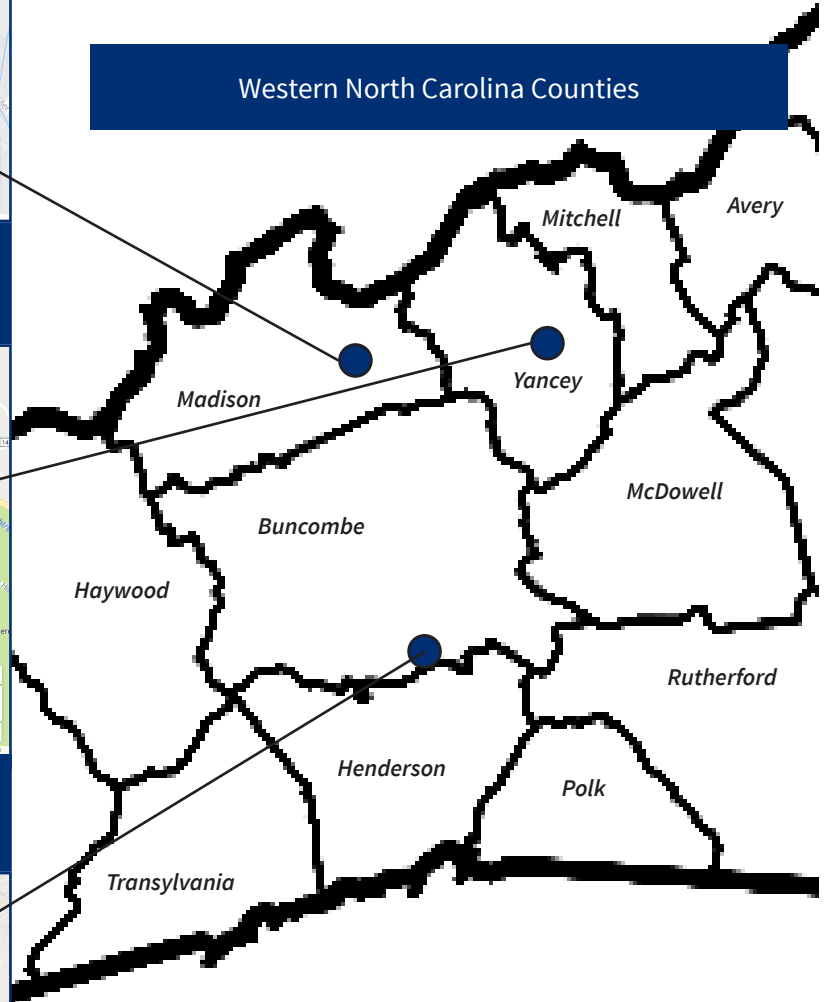 Western North Carolina Counties
Mitchell
Avery
Yancey
Madison
McDowell
Buncombe
Haywood
Rutherford
Henderson
Polk
Transylvania